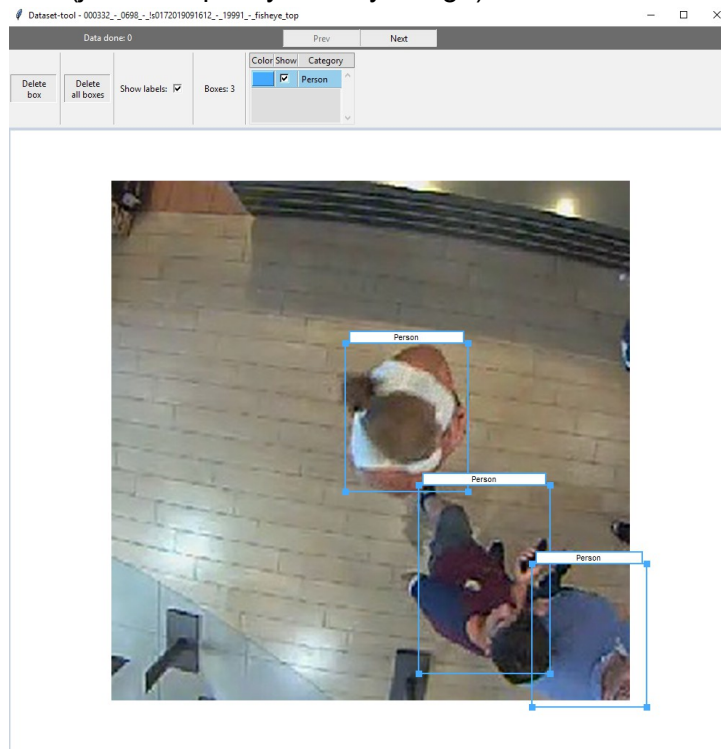 Dataset-tool - 000332_-_0698_-_!s0172019091612_-_19991_-_fisheye_top
Data done: 0
Prev
Next
Delete box
Delete all boxes
Show labels:
Boxes: 3
Color Show Category
Person
Person
Person
Person